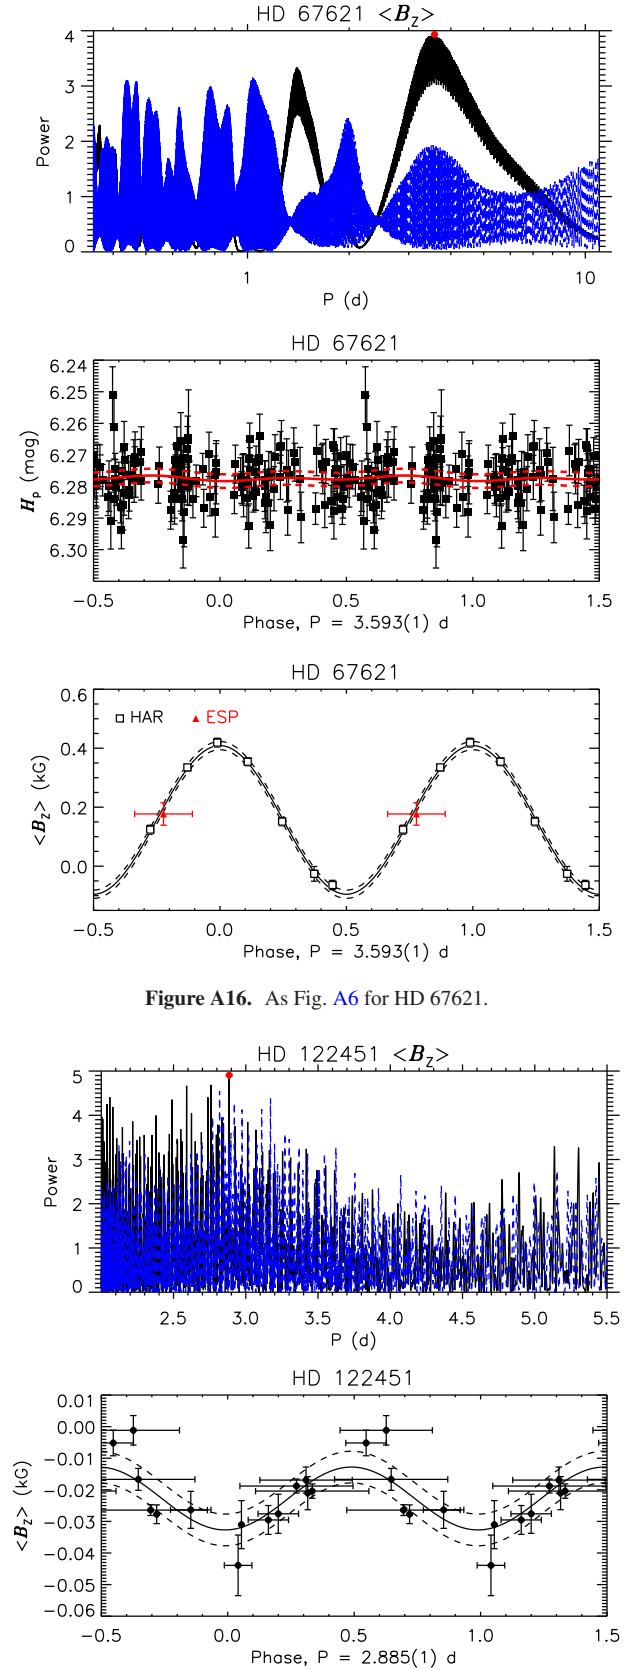 HD 67621 <B_Z>
4
3
2
1
0
Power
1 10
P (d)
HD 67621
6.24
6.25
6.26
6.27
6.28
6.29
6.30
H_p (mag)
−0.5 0.0 0.5 1.0 1.5
Phase, P = 3.593(1) d
HD 67621
0.6
0.4
0.2
0.0
<B_Z> (kG)
HAR ESP
−0.5 0.0 0.5 1.0 1.5
Phase, P = 3.593(1) d
Figure A16. As Fig. A6 for HD 67621.
HD 122451 <B_Z>
5
4
3
2
1
0
Power
2.5 3.0 3.5 4.0 4.5 5.0 5.5
P (d)
HD 122451
0.01
0.00
−0.01
−0.02
−0.03
−0.04
−0.05
−0.06
<B_Z> (kG)
−0.5 0.0 0.5 1.0 1.5
Phase, P = 2.885(1) d